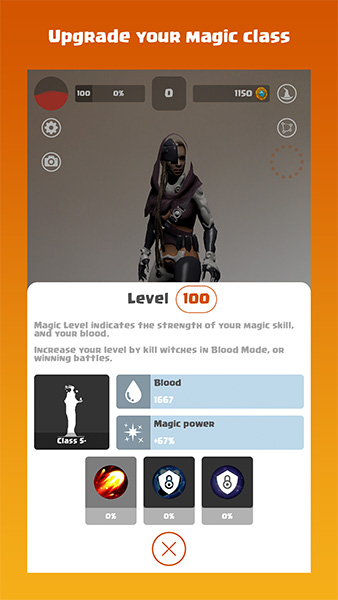 Upgrade your magic class
100 0% 0 1150
Level 100
Magic Level indicates the strength of your magic skill,
and your blood.
Increase your level by kill witches in Blood Mode, or
winning battles.
Blood
1667
Magic power
+67%
Class S-
0% 0% 0%